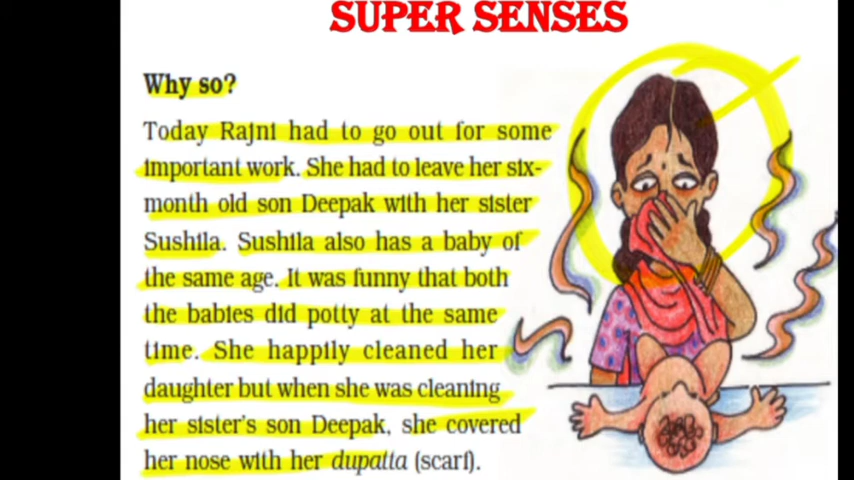 SUPER SENSES
Why so?
Today Rajni had to go out for some
important work. She had to leave her six-
month old son Deepak with her sister
Sushila. Sushila also has a baby of
the same age. It was funny that both
the babies did potty at the same
time. She happily cleaned her
daughter but when she was cleaning
her sister's son Deepak, she covered
her nose with her dupatta (scarf).